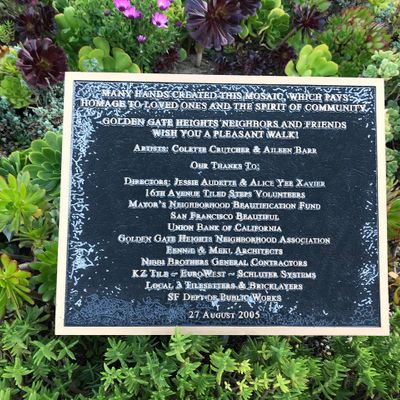 MANY HANDS CREATED THIS MOSAIC, WHICH PAYS
HOMAGE TO LOVED ONES AND THE SPIRIT OF COMMUNITY.
GOLDEN GATE HEIGHTS NEIGHBORS AND FRIENDS
WISH YOU A PLEASANT WALK!
ARTISTS: COLETTE CRUTCHER & AILEEN BARR
OUR THANKS TO:
DIRECTORS: JESSIE AUDETTE & ALICE YEE XAVIER
16TH AVENUE TILED STEPS VOLUNTEERS
MAYOR'S NEIGHBORHOOD BEAUTIFICATION FUND
SAN FRANCISCO BEAUTIFUL
UNION BANK OF CALIFORNIA
GOLDEN GATE HEIGHTS NEIGHBORHOOD ASSOCIATION
FENNIE & MEHL ARCHITECTS
NIBBI BROTHERS GENERAL CONTRACTORS
KZ TILE ~ EUROWEST ~ SCHLUTER SYSTEMS
LOCAL 3 TILESETTERS & BRICKLAYERS
SF DEPT OF PUBLIC WORKS
27 AUGUST 2005